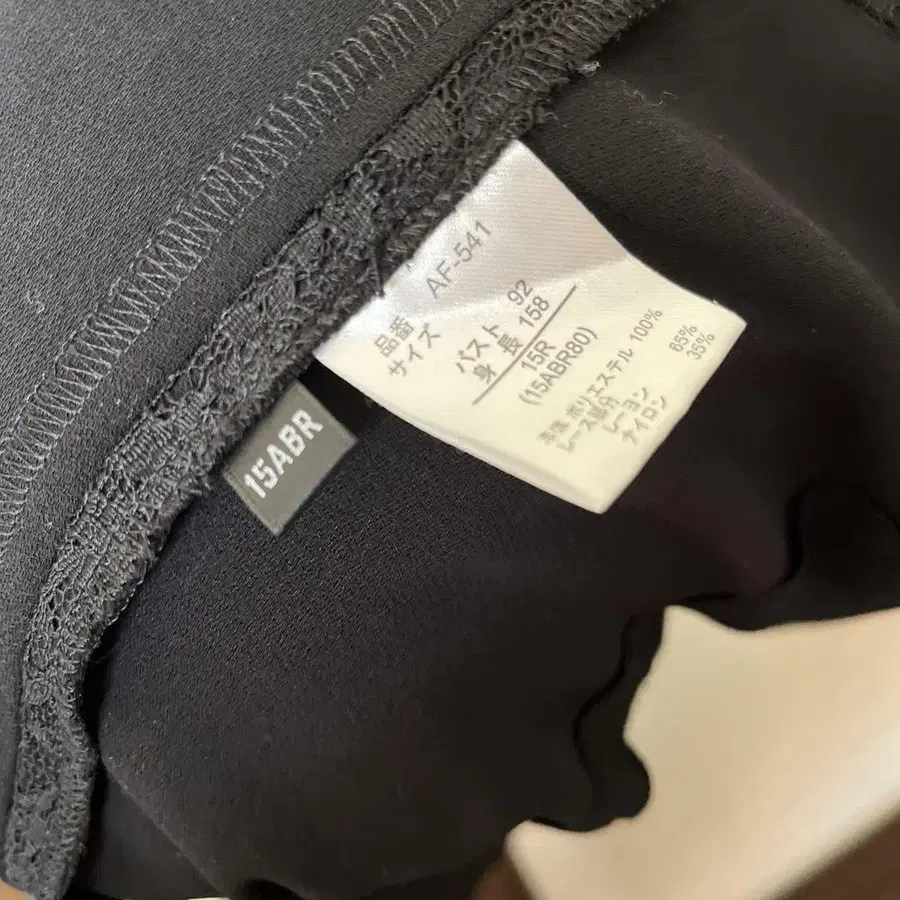 品番 AF-541
サイズ
バスト 92
身長 158
15R
(15ABR80)
本体 ポリエステル 100%
レース部分
レーヨン 65%
ナイロン 35%
15ABR